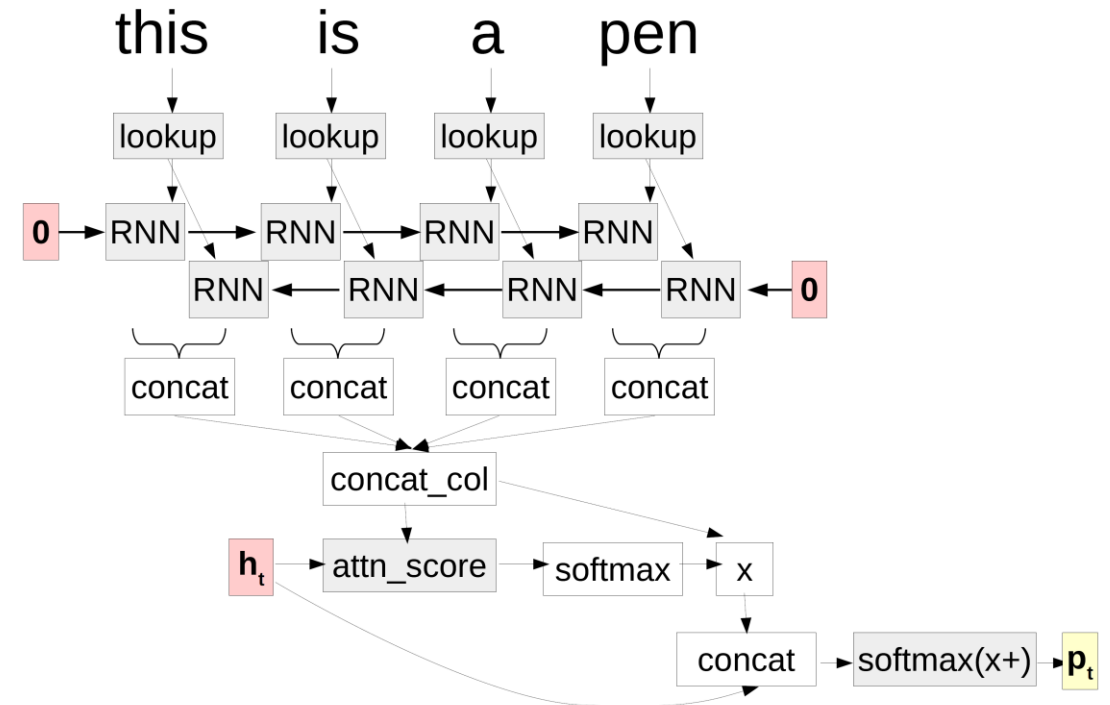 this is a pen
lookup lookup lookup lookup
0 RNN RNN RNN RNN
RNN RNN RNN RNN 0
concat concat concat concat
concat_col
ht attn_score softmax x
concat softmax(x+) pt